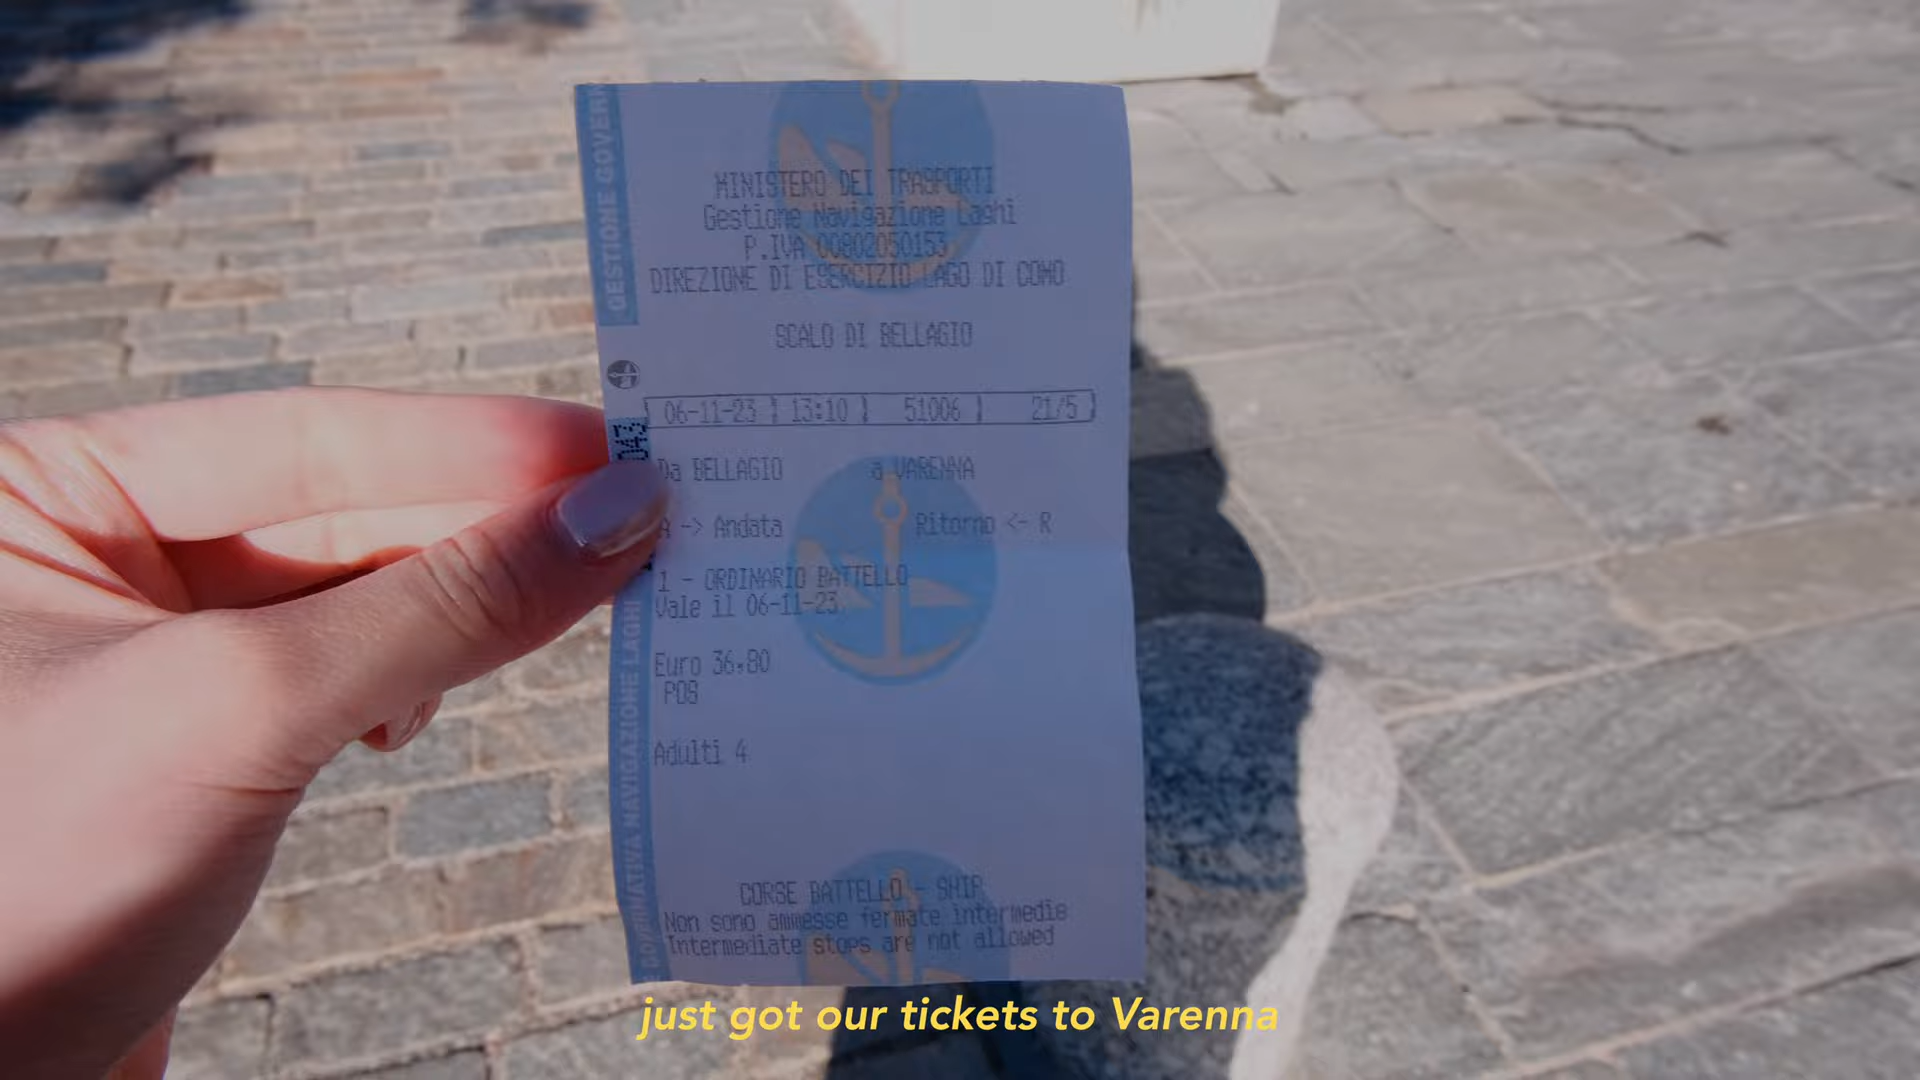 GESTIONE GOVERN
MINISTERO DEI TRASPORTI
Gestione Navigazione Laghi
P.IVA 00802050153
DIREZIONE DI ESERCIZIO LAGO DI COMO
SCALO DI BELLAGIO
06-11-23 | 13:10 | 51006 | 21/5
043
Da BELLAGIO a VARENNA
A -> Andata Ritorno <- R
1 - ORDINARIO BATTELLO
Vale il 06-11-23
Euro 36.80
POS
Adulti 4
GOVERNATIVA NAVIGAZIONE LAGHI
CORSE BATTELLO - SHIP
Non sono ammesse fermate intermedie
Intermediate stops are not allowed
just got our tickets to Varenna